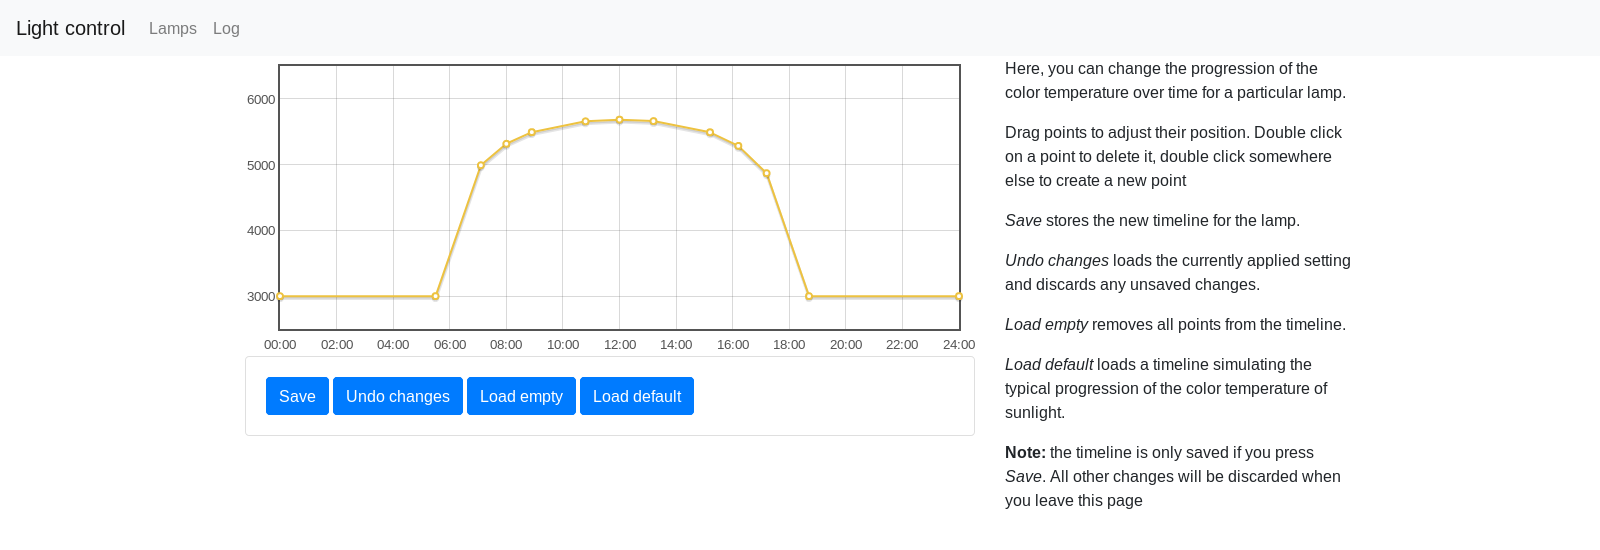 Light control Lamps Log
6000
5000
4000
3000
00:00 02:00 04:00 06:00 08:00 10:00 12:00 14:00 16:00 18:00 20:00 22:00 24:00
Save Undo changes Load empty Load default
Here, you can change the progression of the
color temperature over time for a particular lamp.
Drag points to adjust their position. Double click
on a point to delete it, double click somewhere
else to create a new point
Save stores the new timeline for the lamp.
Undo changes loads the currently applied setting
and discards any unsaved changes.
Load empty removes all points from the timeline.
Load default loads a timeline simulating the
typical progression of the color temperature of
sunlight.
Note: the timeline is only saved if you press
Save. All other changes will be discarded when
you leave this page